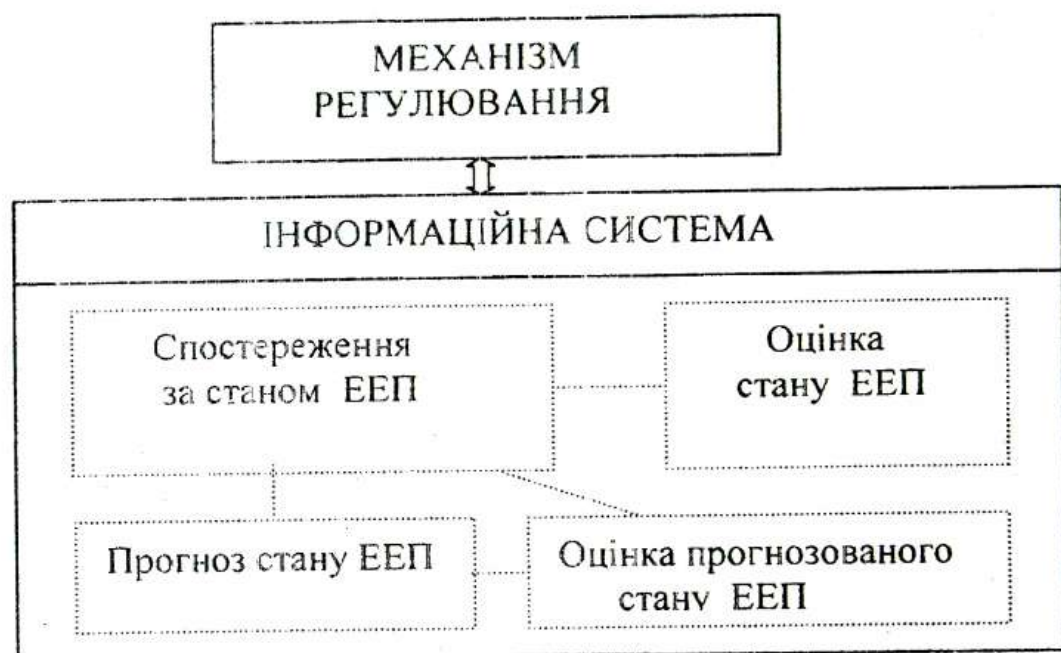 МЕХАНІЗМ
РЕГУЛЮВАННЯ
ІНФОРМАЦІЙНА СИСТЕМА
Спостереження
за станом ЕЕП
Оцінка
стану ЕЕП
Прогноз стану ЕЕП
Оцінка прогнозованого
стану ЕЕП